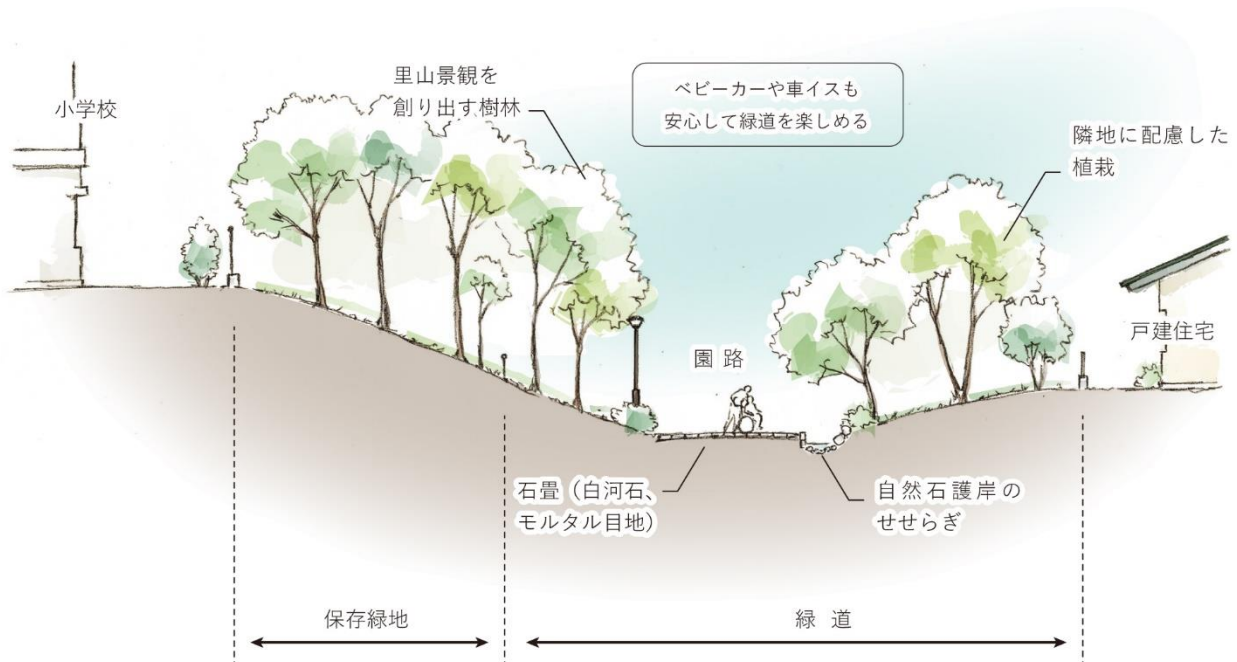 小学校
里山景観を
創り出す樹林
ベビーカーや車イスも
安心して緑道を楽しめる
隣地に配慮した
植栽
戸建住宅
園路
石畳（白河石、
モルタル目地）
自然石護岸の
せせらぎ
保存緑地
緑道